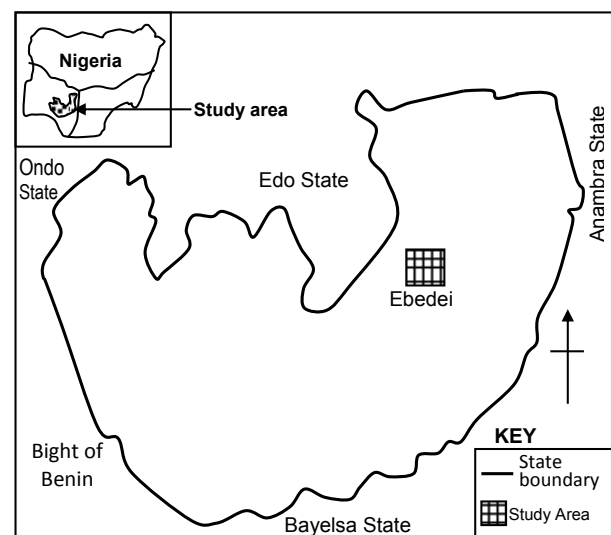 Nigeria
Study area
Ondo
State
Edo State
Anambra State
Ebedei
Bight of
Benin
Bayelsa State
KEY
State
boundary
Study Area